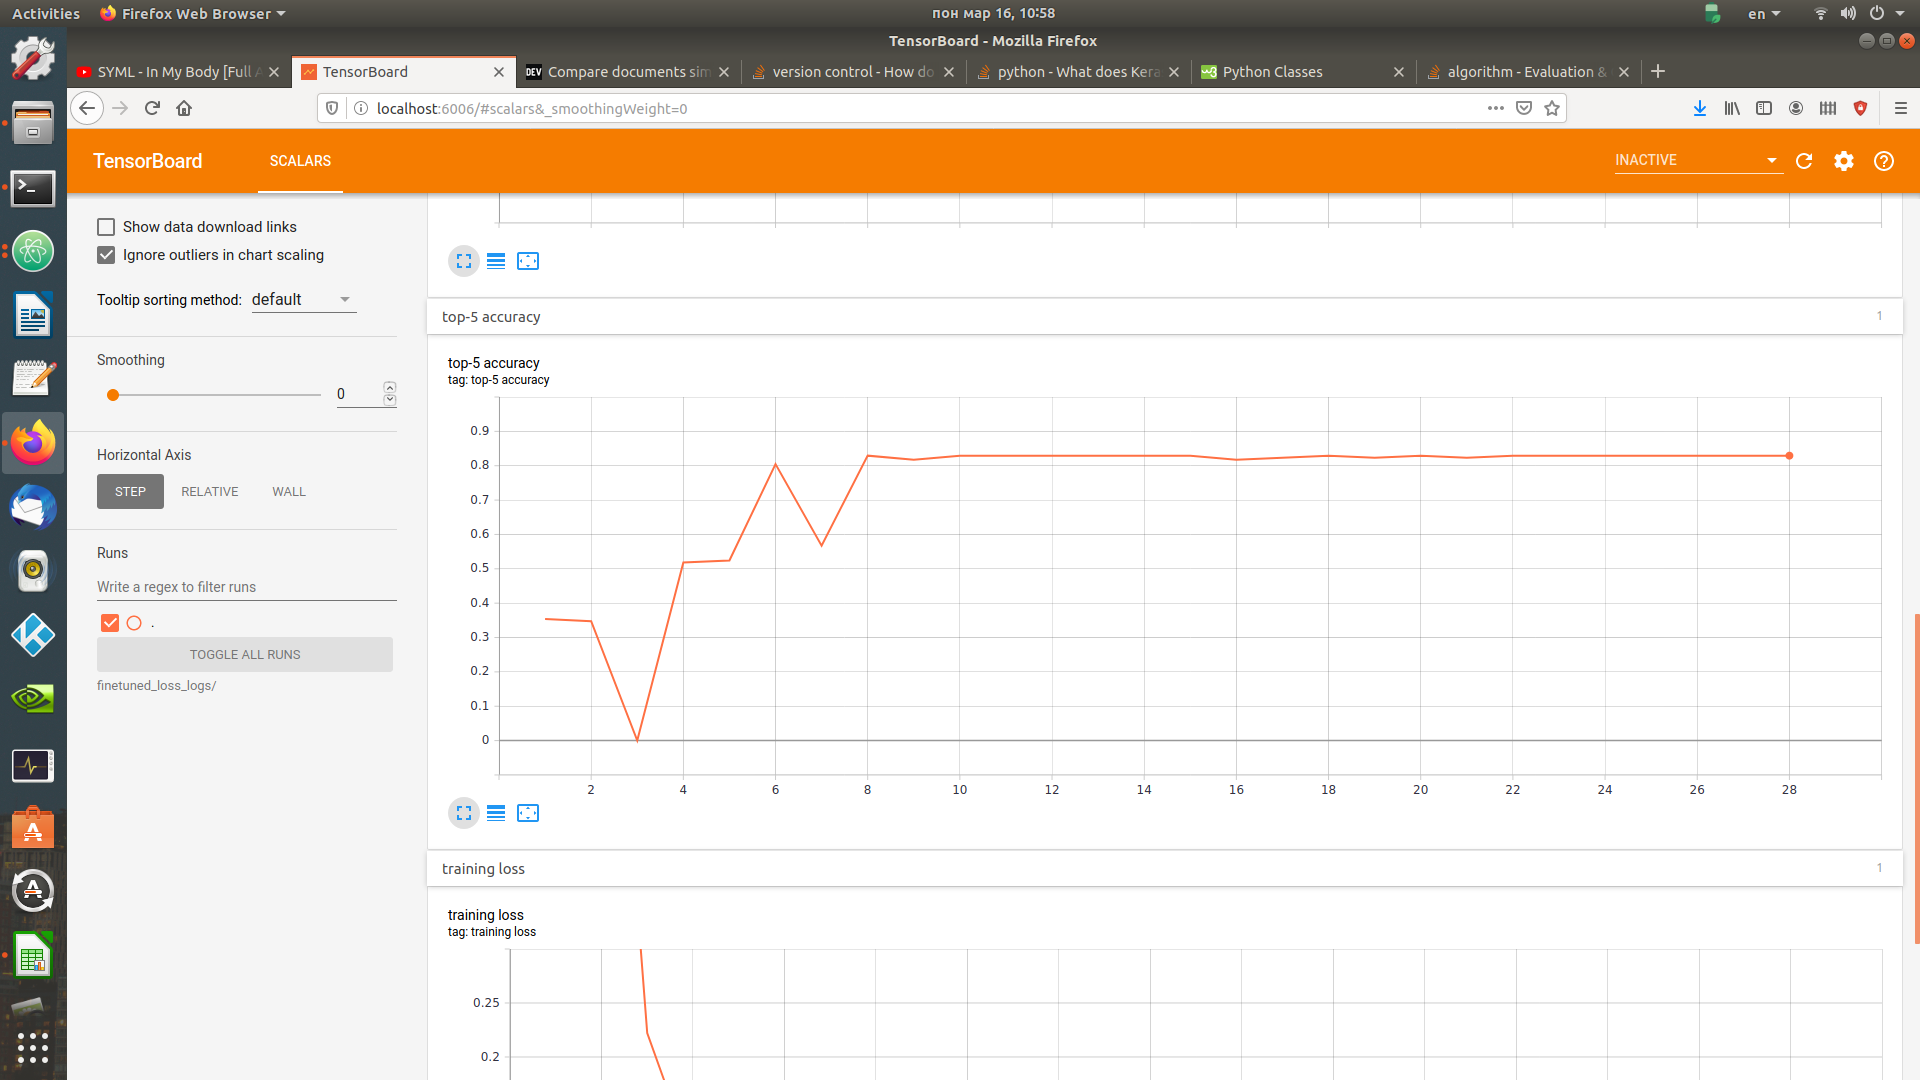 Activities
Firefox Web Browser
пон мар 16, 10:58
en
TensorBoard - Mozilla Firefox
SYML - In My Body [Full A
TensorBoard
DEV Compare documents sim
version control - How do
python - What does Kera
w3 Python Classes
algorithm - Evaluation &
localhost:6006/#scalars&_smoothingWeight=0
TensorBoard
SCALARS
INACTIVE
Show data download links
Ignore outliers in chart scaling
Tooltip sorting method: default
Smoothing
0
Horizontal Axis
STEP RELATIVE WALL
Runs
Write a regex to filter runs
.
TOGGLE ALL RUNS
finetuned_loss_logs/
top-5 accuracy 1
top-5 accuracy
tag: top-5 accuracy
0.9
0.8
0.7
0.6
0.5
0.4
0.3
0.2
0.1
0
2 4 6 8 10 12 14 16 18 20 22 24 26 28
training loss 1
training loss
tag: training loss
0.25
0.2